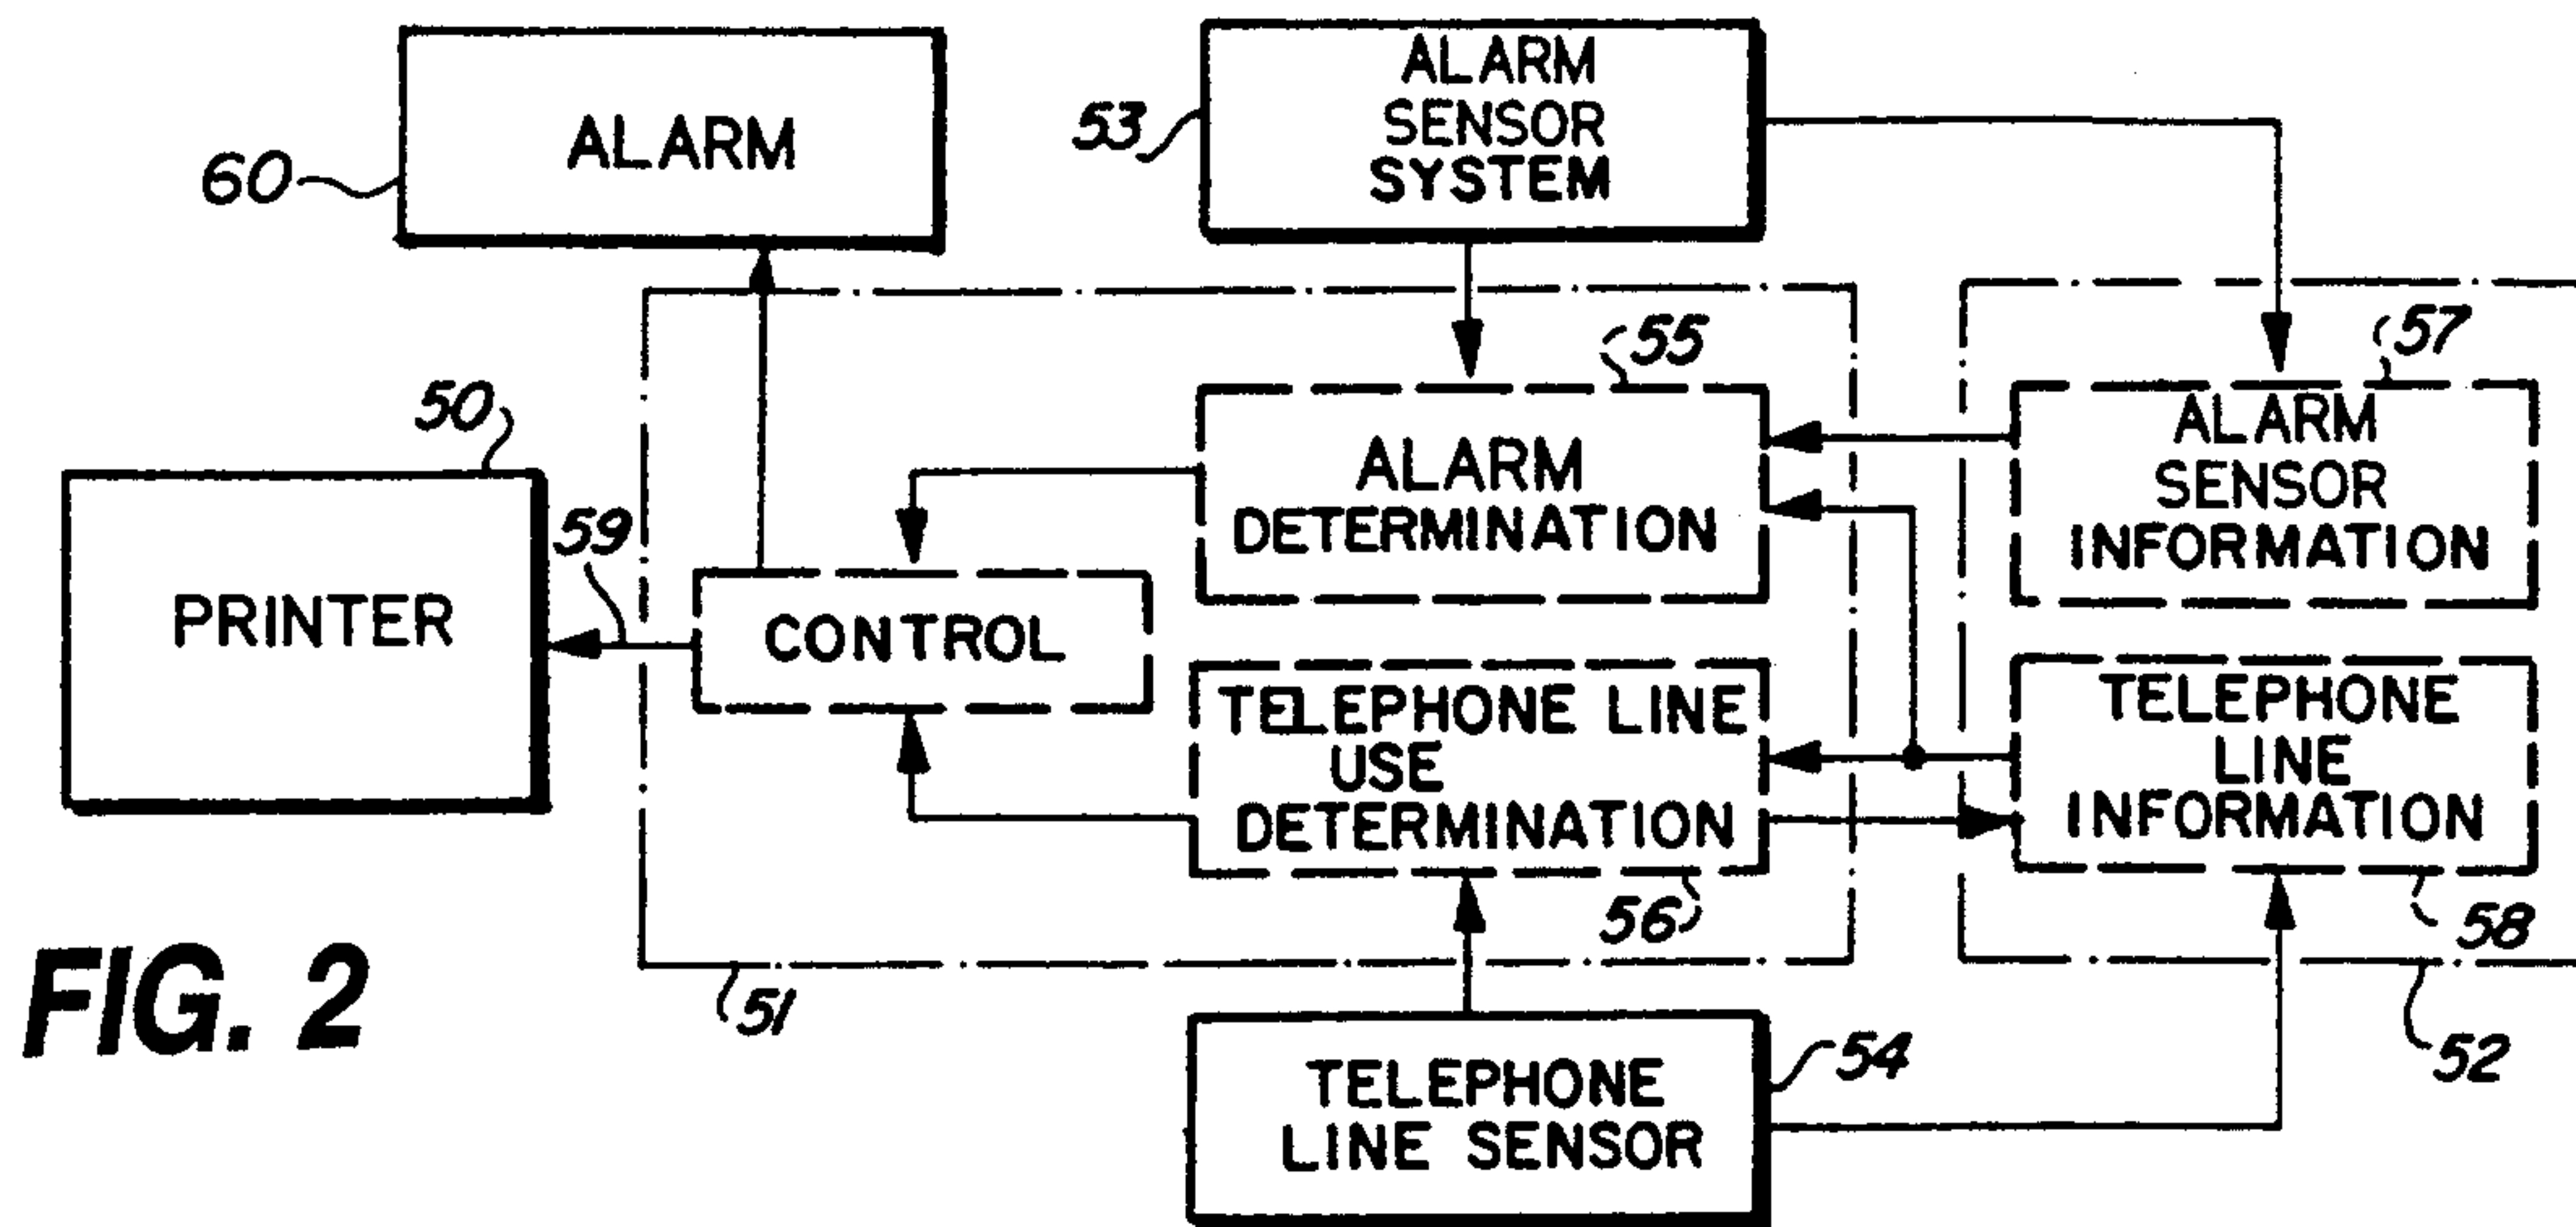 60
ALARM
53
ALARM
SENSOR
SYSTEM
50
PRINTER
59
CONTROL
55
ALARM
DETERMINATION
57
ALARM
SENSOR
INFORMATION
TELEPHONE LINE
USE
DETERMINATION
56
TELEPHONE
LINE
INFORMATION
58
51
52
54
TELEPHONE
LINE SENSOR
FIG. 2